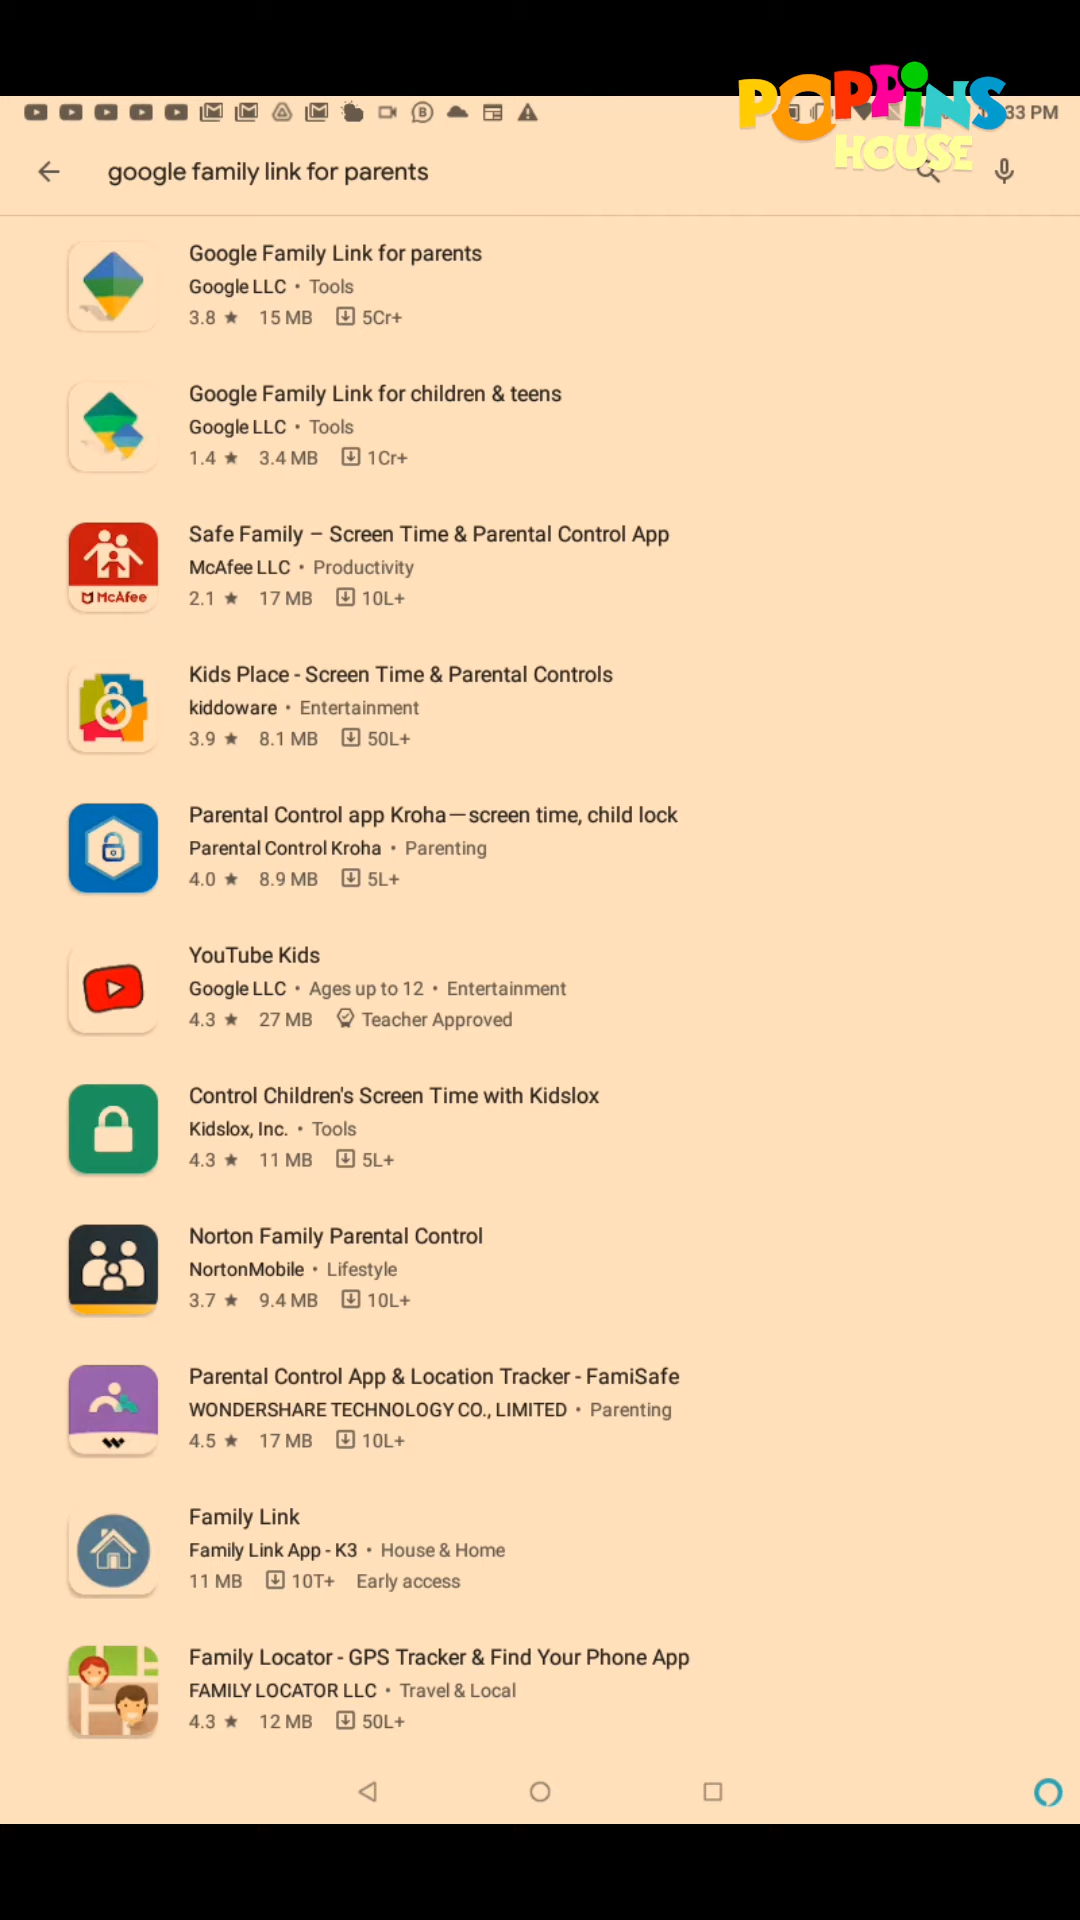 POPPiNS
HOUSE
33 PM
google family link for parents
Google Family Link for parents
Google LLC • Tools
3.8 ★ 15 MB 5Cr+
Google Family Link for children & teens
Google LLC • Tools
1.4 ★ 3.4 MB 1Cr+
Safe Family – Screen Time & Parental Control App
McAfee LLC • Productivity
2.1 ★ 17 MB 10L+
McAfee
Kids Place - Screen Time & Parental Controls
kiddoware • Entertainment
3.9 ★ 8.1 MB 50L+
Parental Control app Kroha — screen time, child lock
Parental Control Kroha • Parenting
4.0 ★ 8.9 MB 5L+
YouTube Kids
Google LLC • Ages up to 12 • Entertainment
4.3 ★ 27 MB Teacher Approved
Control Children's Screen Time with Kidslox
Kidslox, Inc. • Tools
4.3 ★ 11 MB 5L+
Norton Family Parental Control
NortonMobile • Lifestyle
3.7 ★ 9.4 MB 10L+
Parental Control App & Location Tracker - FamiSafe
WONDERSHARE TECHNOLOGY CO., LIMITED • Parenting
4.5 ★ 17 MB 10L+
Family Link
Family Link App - K3 • House & Home
11 MB 10T+ Early access
Family Locator - GPS Tracker & Find Your Phone App
FAMILY LOCATOR LLC • Travel & Local
4.3 ★ 12 MB 50L+